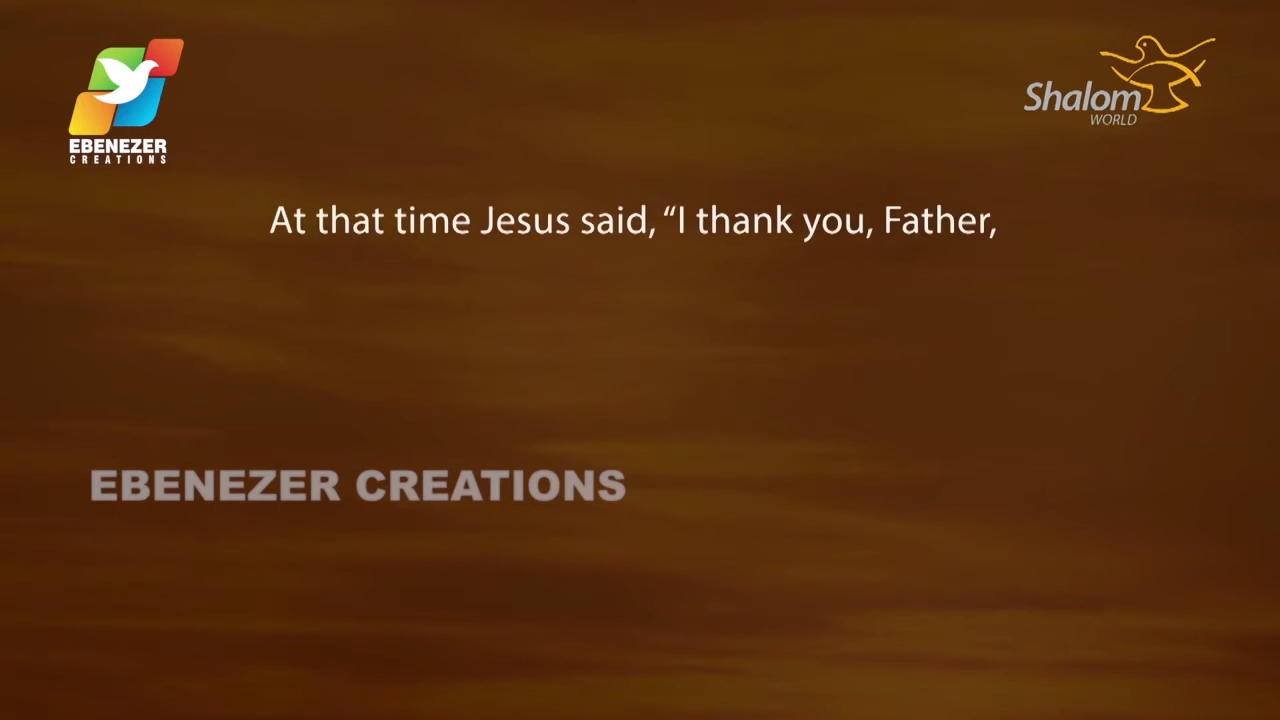 EBENEZER
CREATIONS
Shalom
WORLD
At that time Jesus said, “I thank you, Father,
EBENEZER CREATIONS